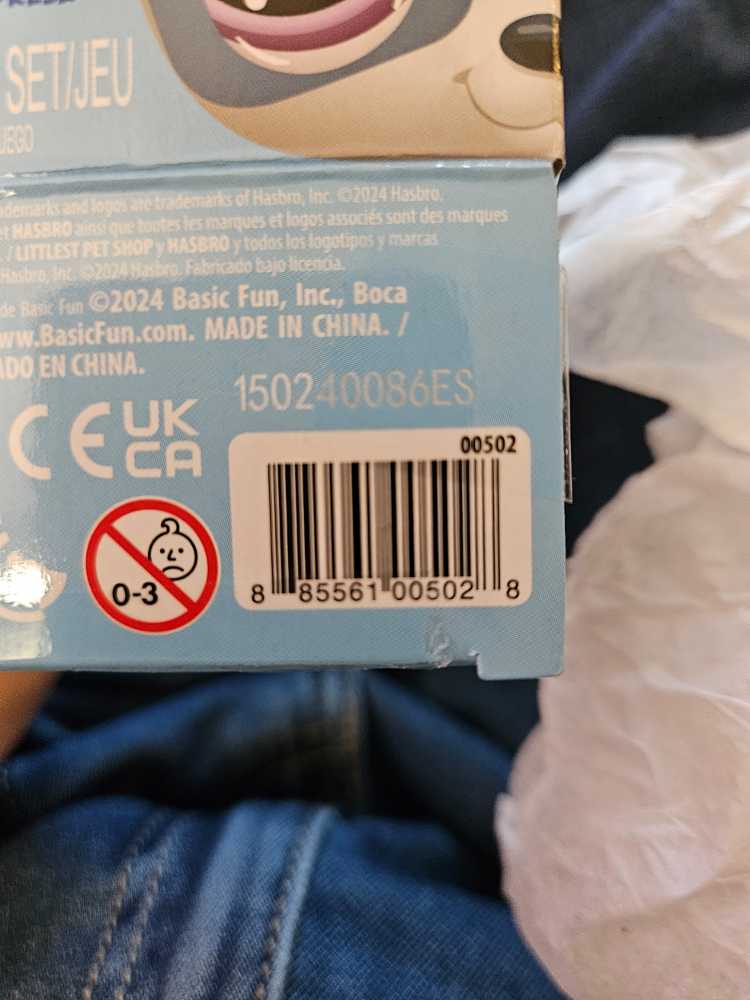 SET/JEU
demarks and logos are trademarks of Hasbro, Inc. ©2024 Hasbro.
et HASBRO ainsi que toutes les marques et logos associés sont des marques
. / LITTLEST PET SHOP y HASBRO y todos los logotipos y marcas
Hasbro, Inc. ©2024 Hasbro. Fabricado bajo licencia.
de Basic Fun ©2024 Basic Fun, Inc., Boca
ww.BasicFun.com. MADE IN CHINA. /
ADO EN CHINA.
150240086ES
CE UK
CA
00502
0-3
8 85561 00502 8